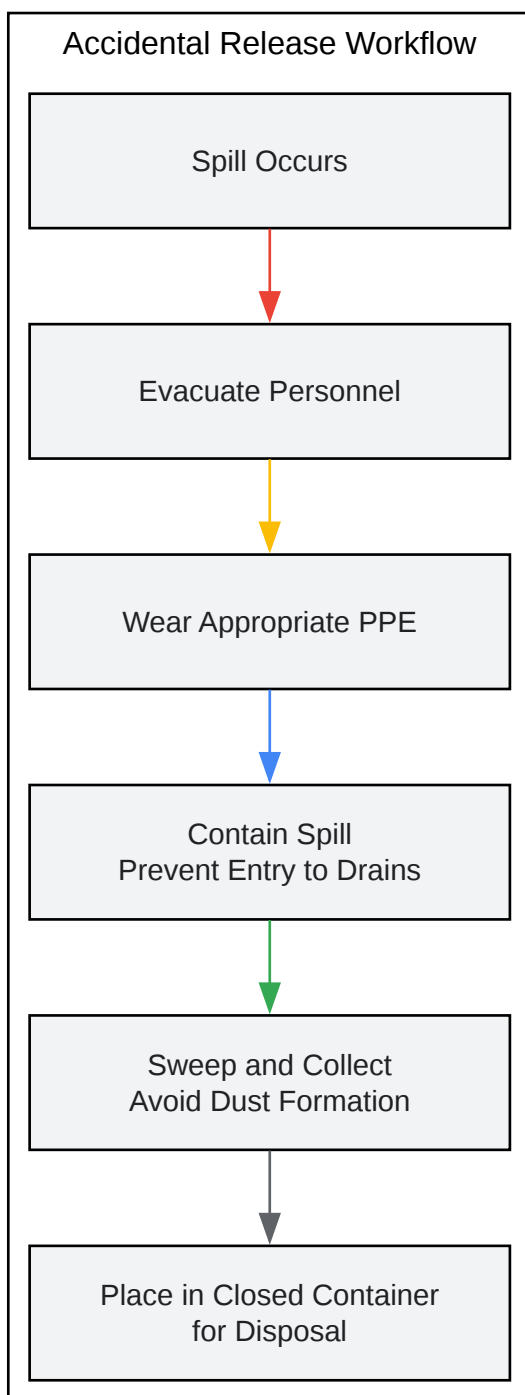 Accidental Release Workflow
Spill Occurs
Evacuate Personnel
Wear Appropriate PPE
Contain Spill
Prevent Entry to Drains
Sweep and Collect
Avoid Dust Formation
Place in Closed Container
for Disposal